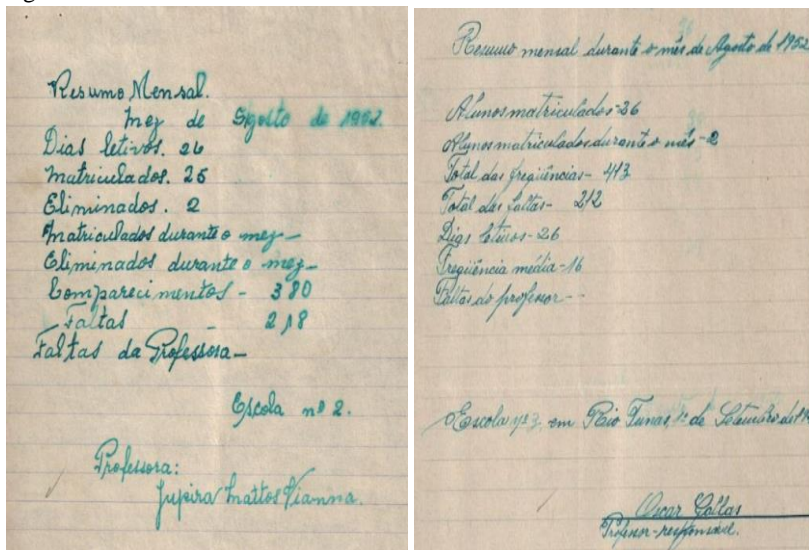 Resumo Mensal.
mez de Agosto de 1952.
Dias letivos. 26
Matriculados. 25
Eliminados. 2
Matriculados durante o mez —
Eliminados durante o mez —
Comparecimentos - 380
Faltas - 218
Faltas da Professora —
Escola nº 2.
Professora:
Jupira Mattos Vianna.
Resumo mensal durante o mês de Agosto de 1952
Alunos matriculados - 26
Alunos matriculados durante o mês - 2
Total das freqüências - 413
Total das faltas - 212
Dias letivos - 26
Freqüência média - 16
Faltas do professor - -
Escola nº 3, em Rio Tunas, 1º de Setembro de 19
Oscar Gallas
Professor-responsável.